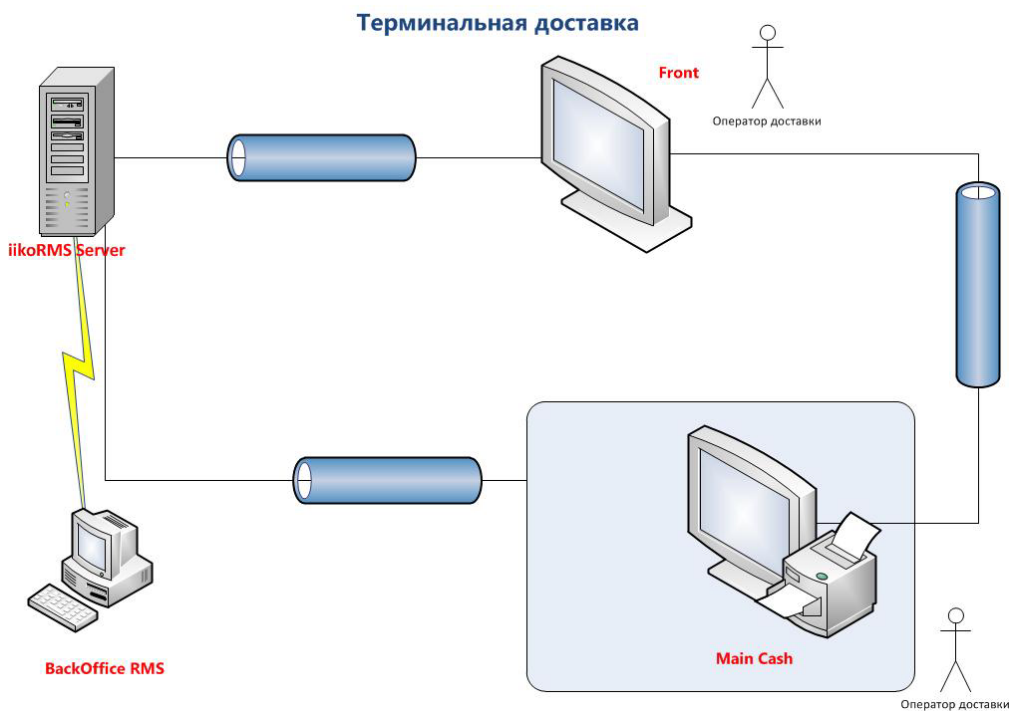 Терминальная доставка
Front
Оператор доставки
iikoRMS Server
BackOffice RMS
Main Cash
Оператор доставки